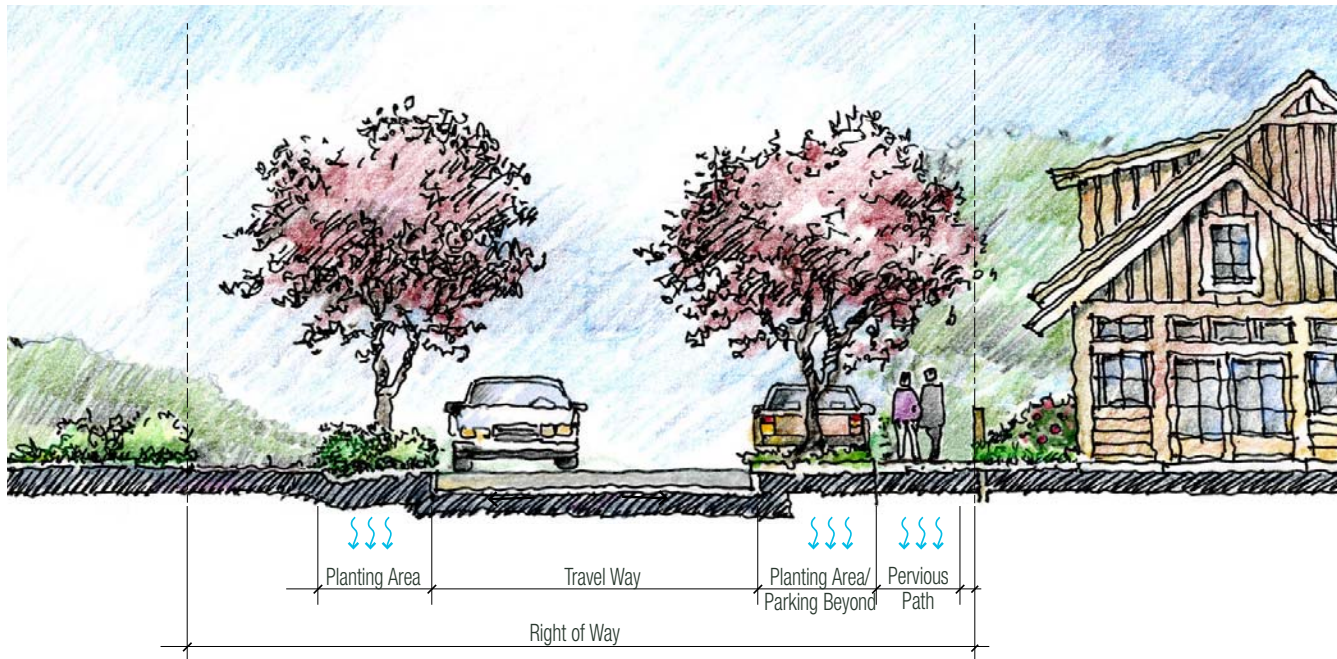 Planting Area
Travel Way
Planting Area/
Parking Beyond
Pervious
Path
Right of Way